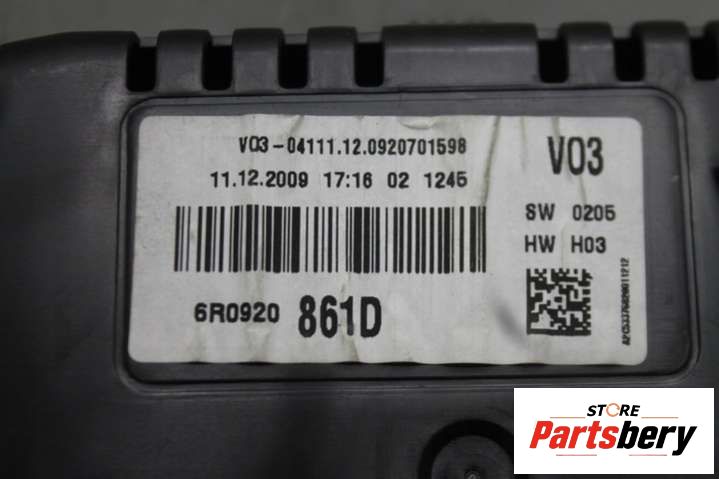 V03-04111.12.0920701598
11.12.2009 17:16 02 1245
6R0920 861D
V03
SW 0205
HW H03
STORE
Partsbery